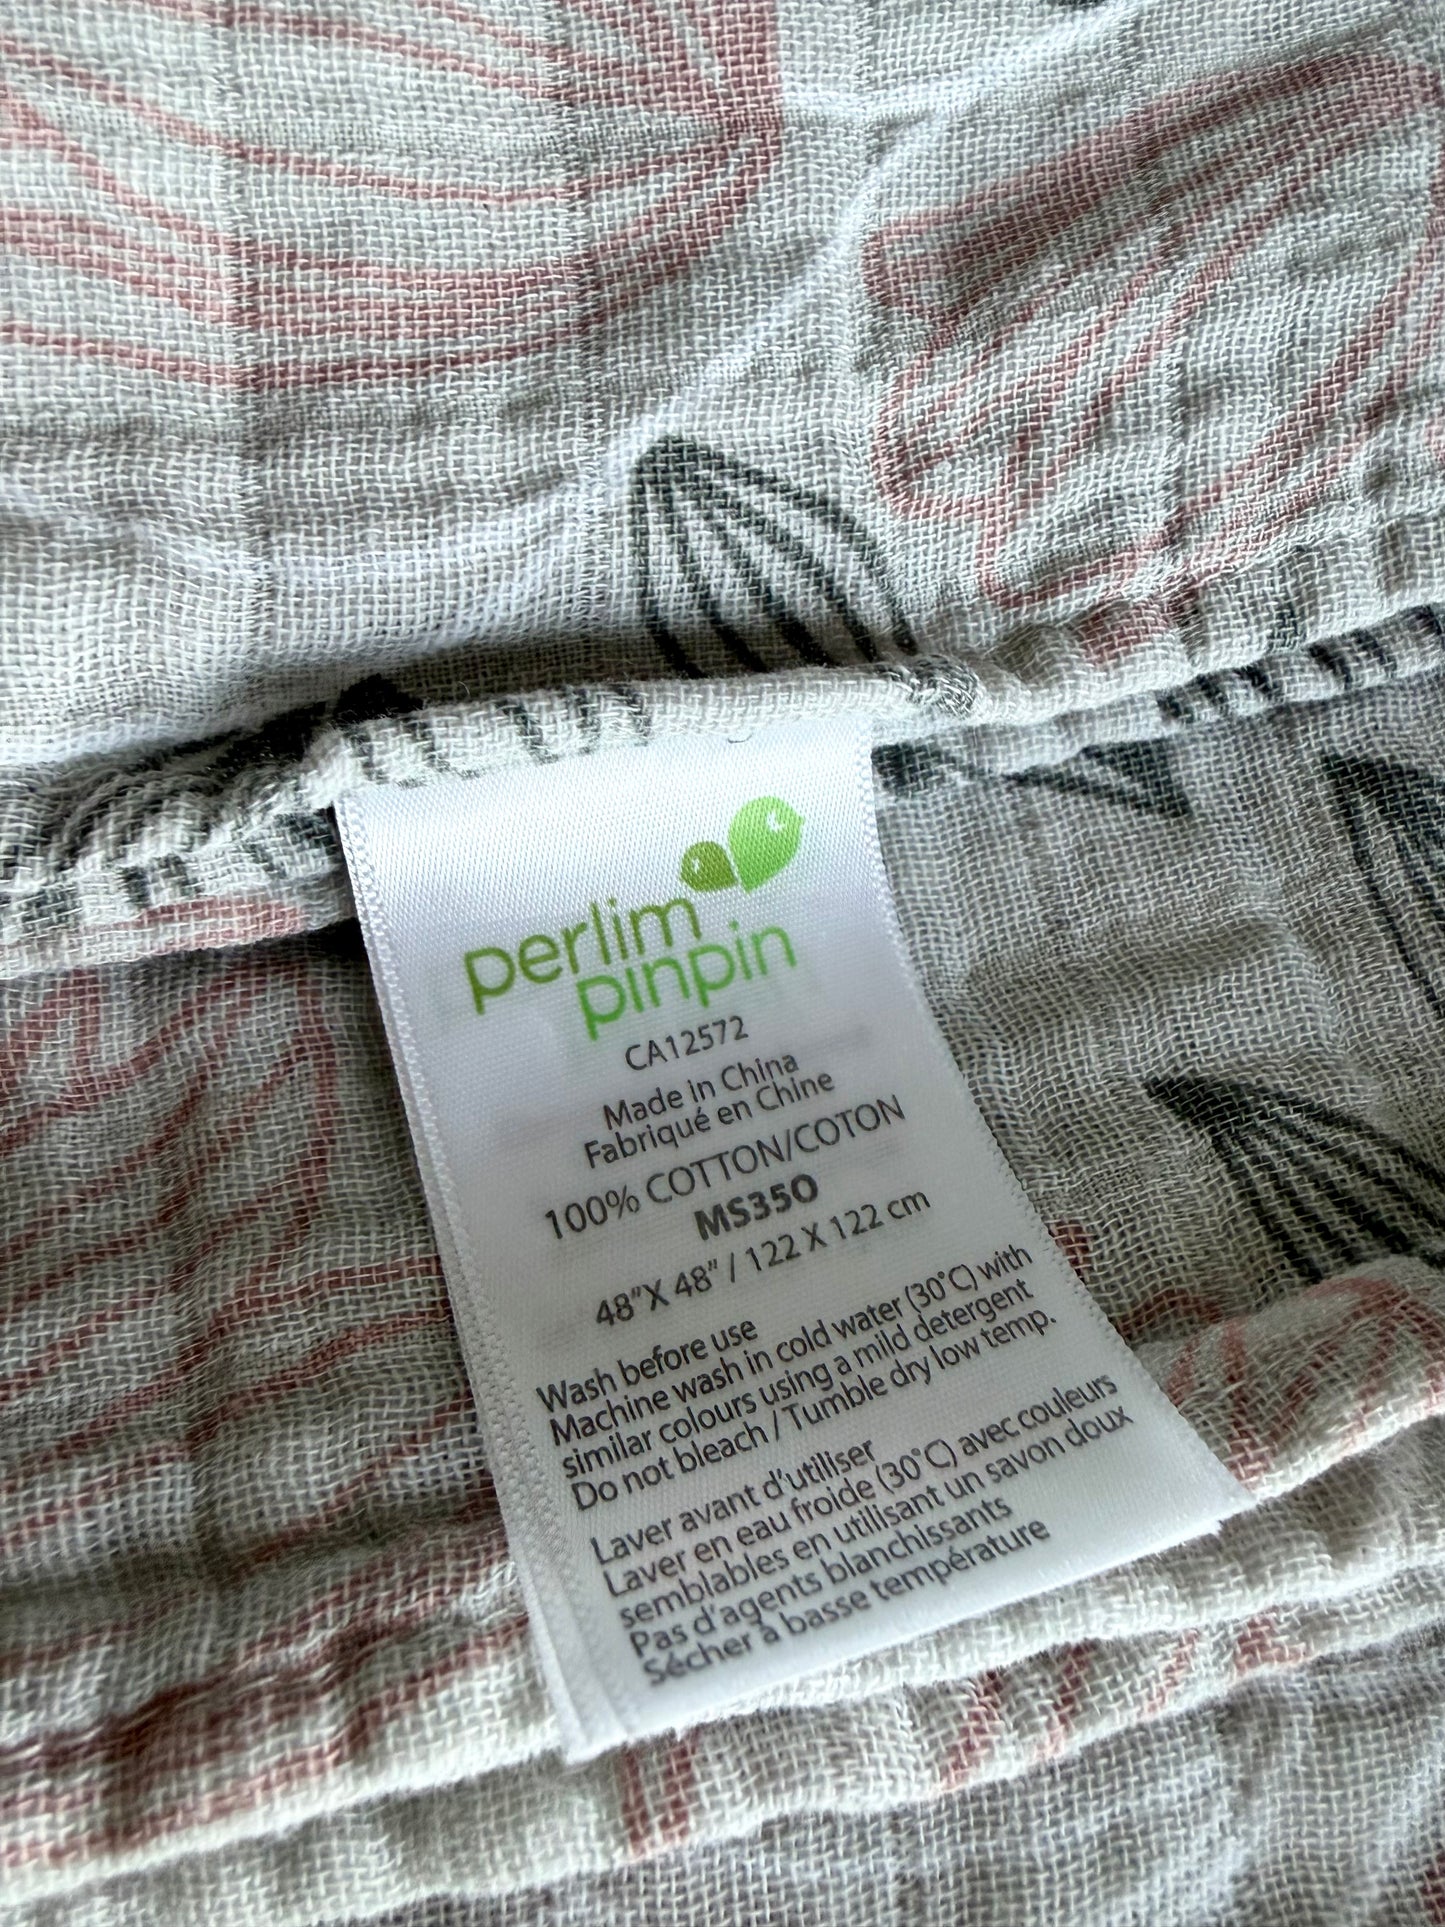 perlim
pinpin
CA12572
Made in China
Fabriqué en Chine
100% COTTON/COTON
MS35O
48"X 48" / 122 X 122 cm
Wash before use
Machine wash in cold water (30°C) with
similar colours using a mild detergent
Do not bleach / Tumble dry low temp.
Laver avant d'utiliser
Laver en eau froide (30°C) avec couleurs
semblables en utilisant un savon doux
Pas d'agents blanchissants
Sécher à basse température